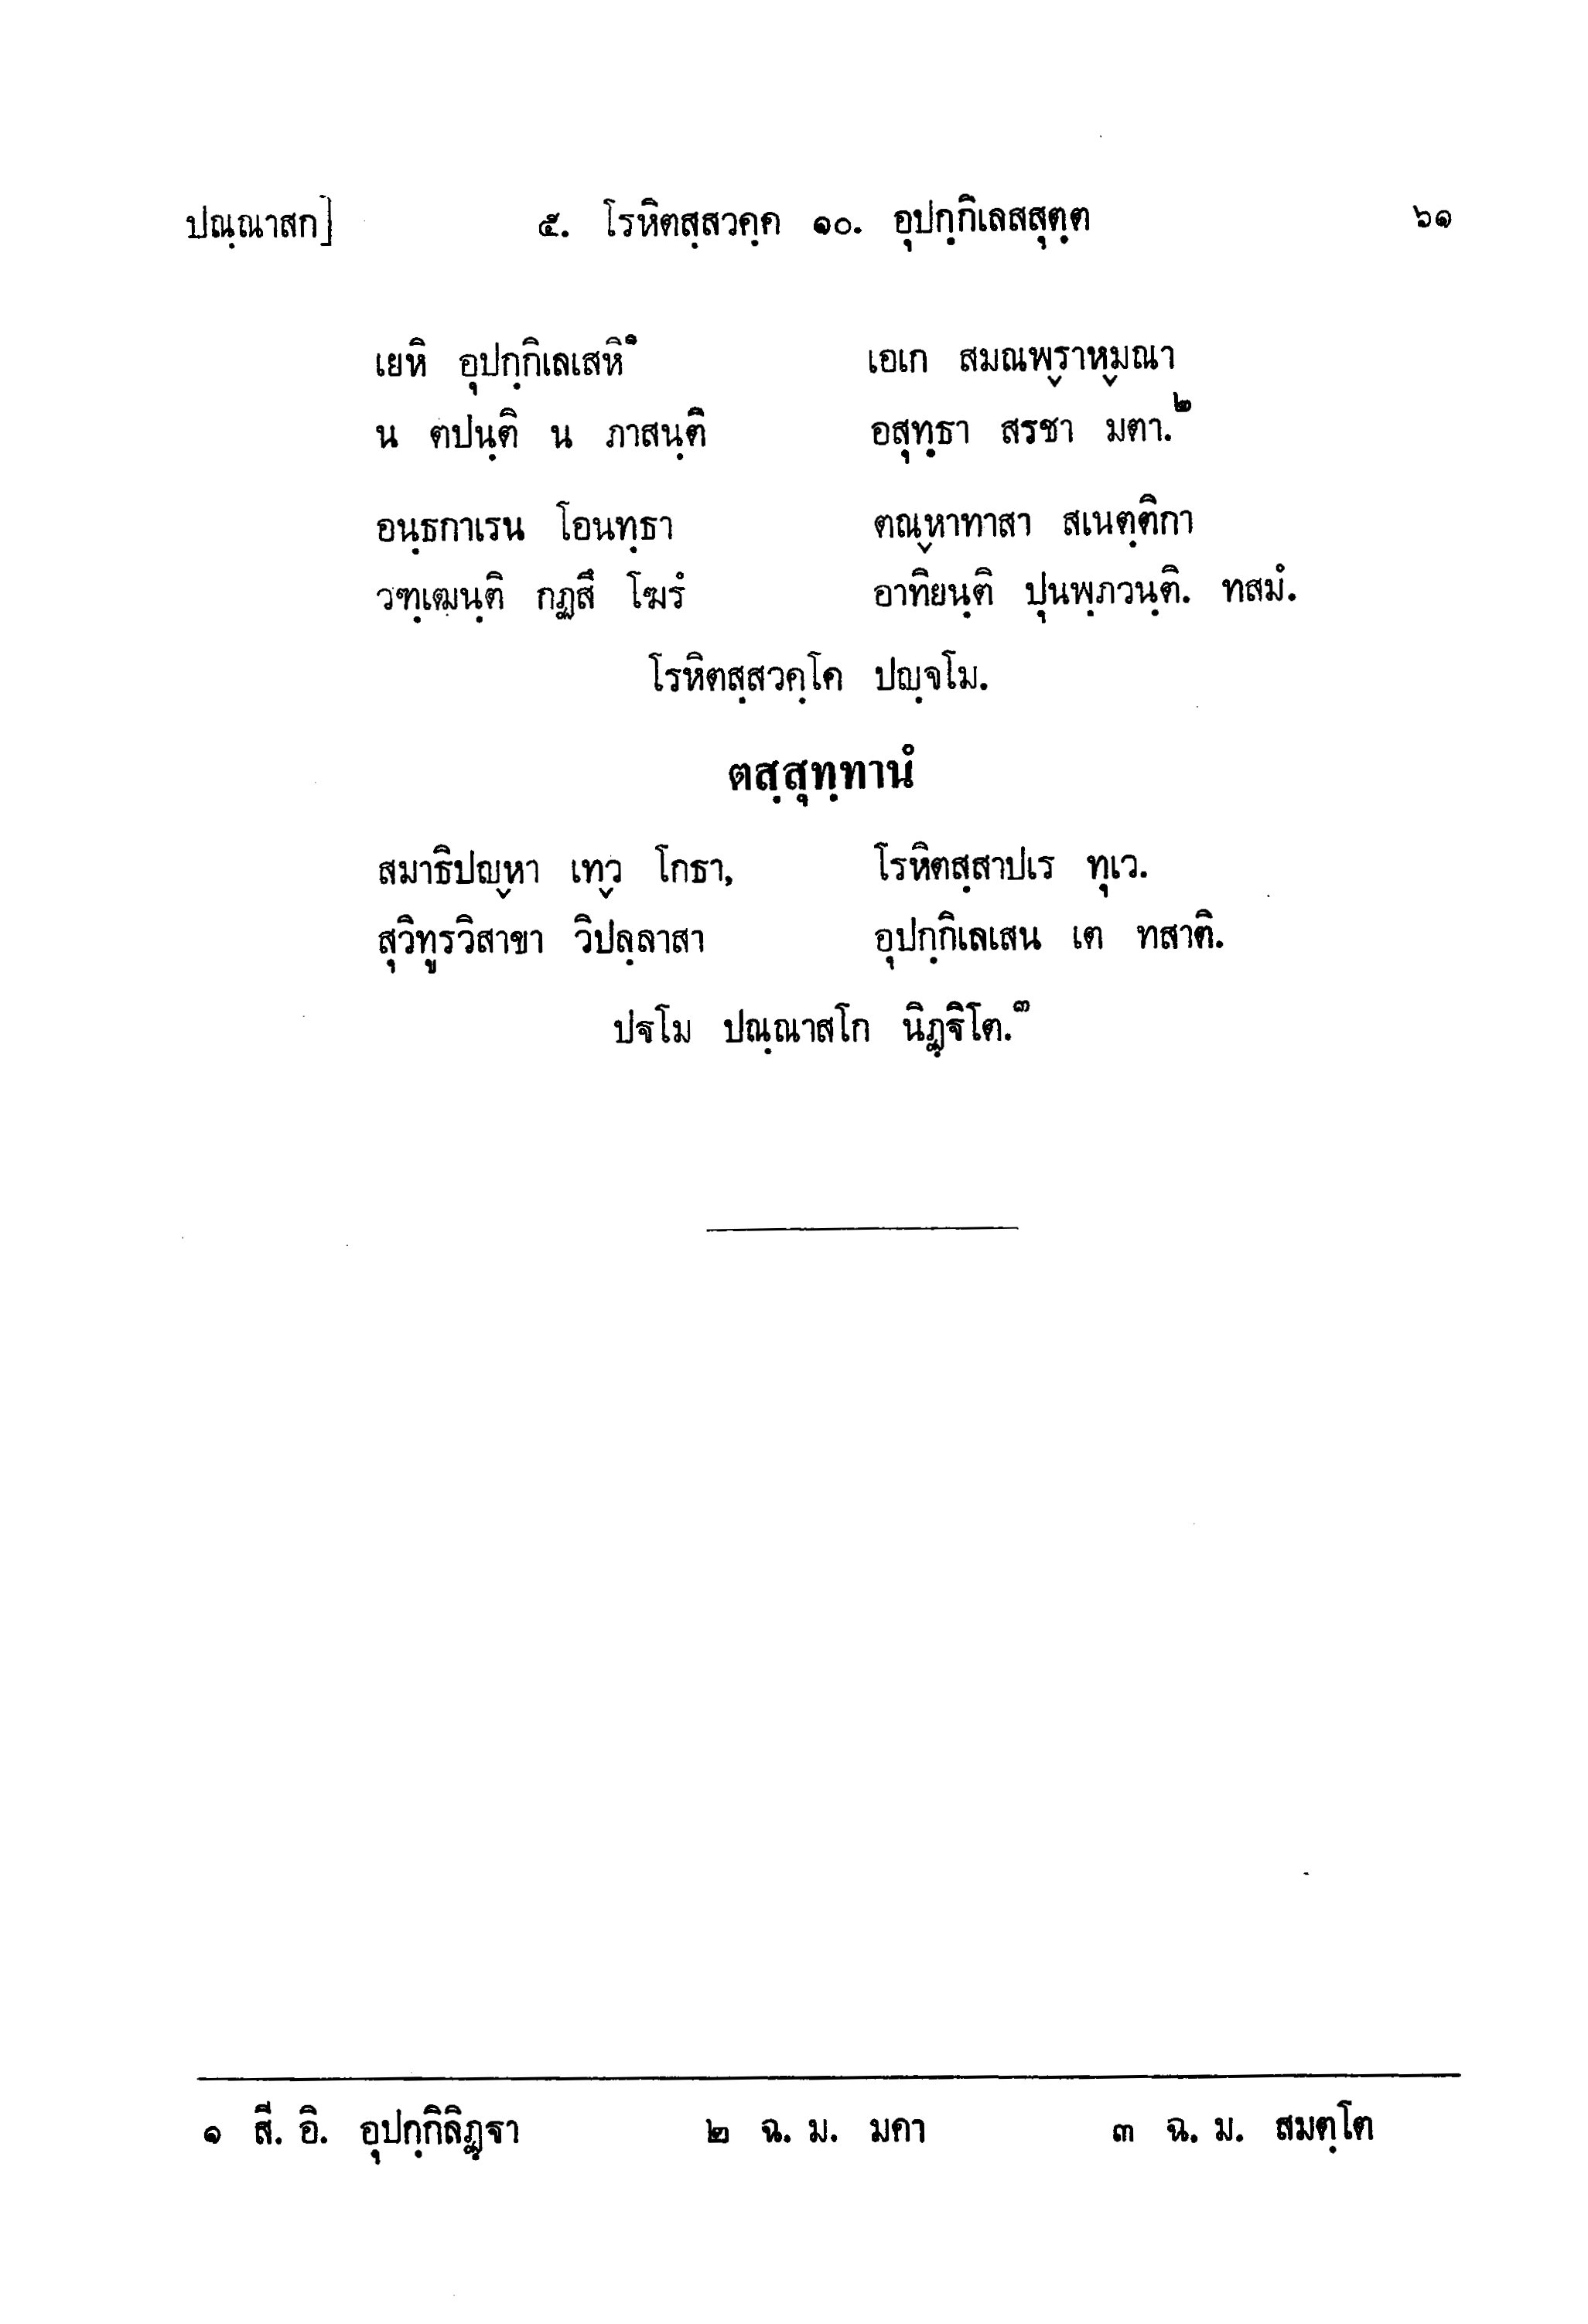 ปณฺณาสก] ๕. โรหิตสฺสวคฺค ๑๐. อุปกฺกิเลสสุตฺต ๖๑
เยหิ อุปกฺกิเลเสหิ๑ เอเก สมณพฺราหฺมณา
น ตปนฺติ น ภาสนฺติ อสุทฺธา สรชา มตา.๒
อนฺธกาเรน โอนทฺธา ตณฺหาทาสา สเนตฺติกา
วฑฺเฒนฺติ กฏสึ โฆรํ อาทิยนฺติ ปุนพฺภวนฺติ. ทสมํ.
โรหิตสฺสวคฺโค ปญฺจโม.
ตสฺสุทฺทานํ
สมาธิปญฺหา เทฺว โกธา, โรหิตสฺสาปเร ทุเว.
สุวิทูรวิสาขา วิปลฺลาสา อุปกฺกิเลเสน เต ทสาติ.
ปฐโม ปณฺณาสโก นิฏฺฐิโต.๓
๑ สี. อิ. อุปกฺกิลิฏฺฐา ๒ ฉ. ม. มคา ๓ ฉ. ม. สมตฺโต